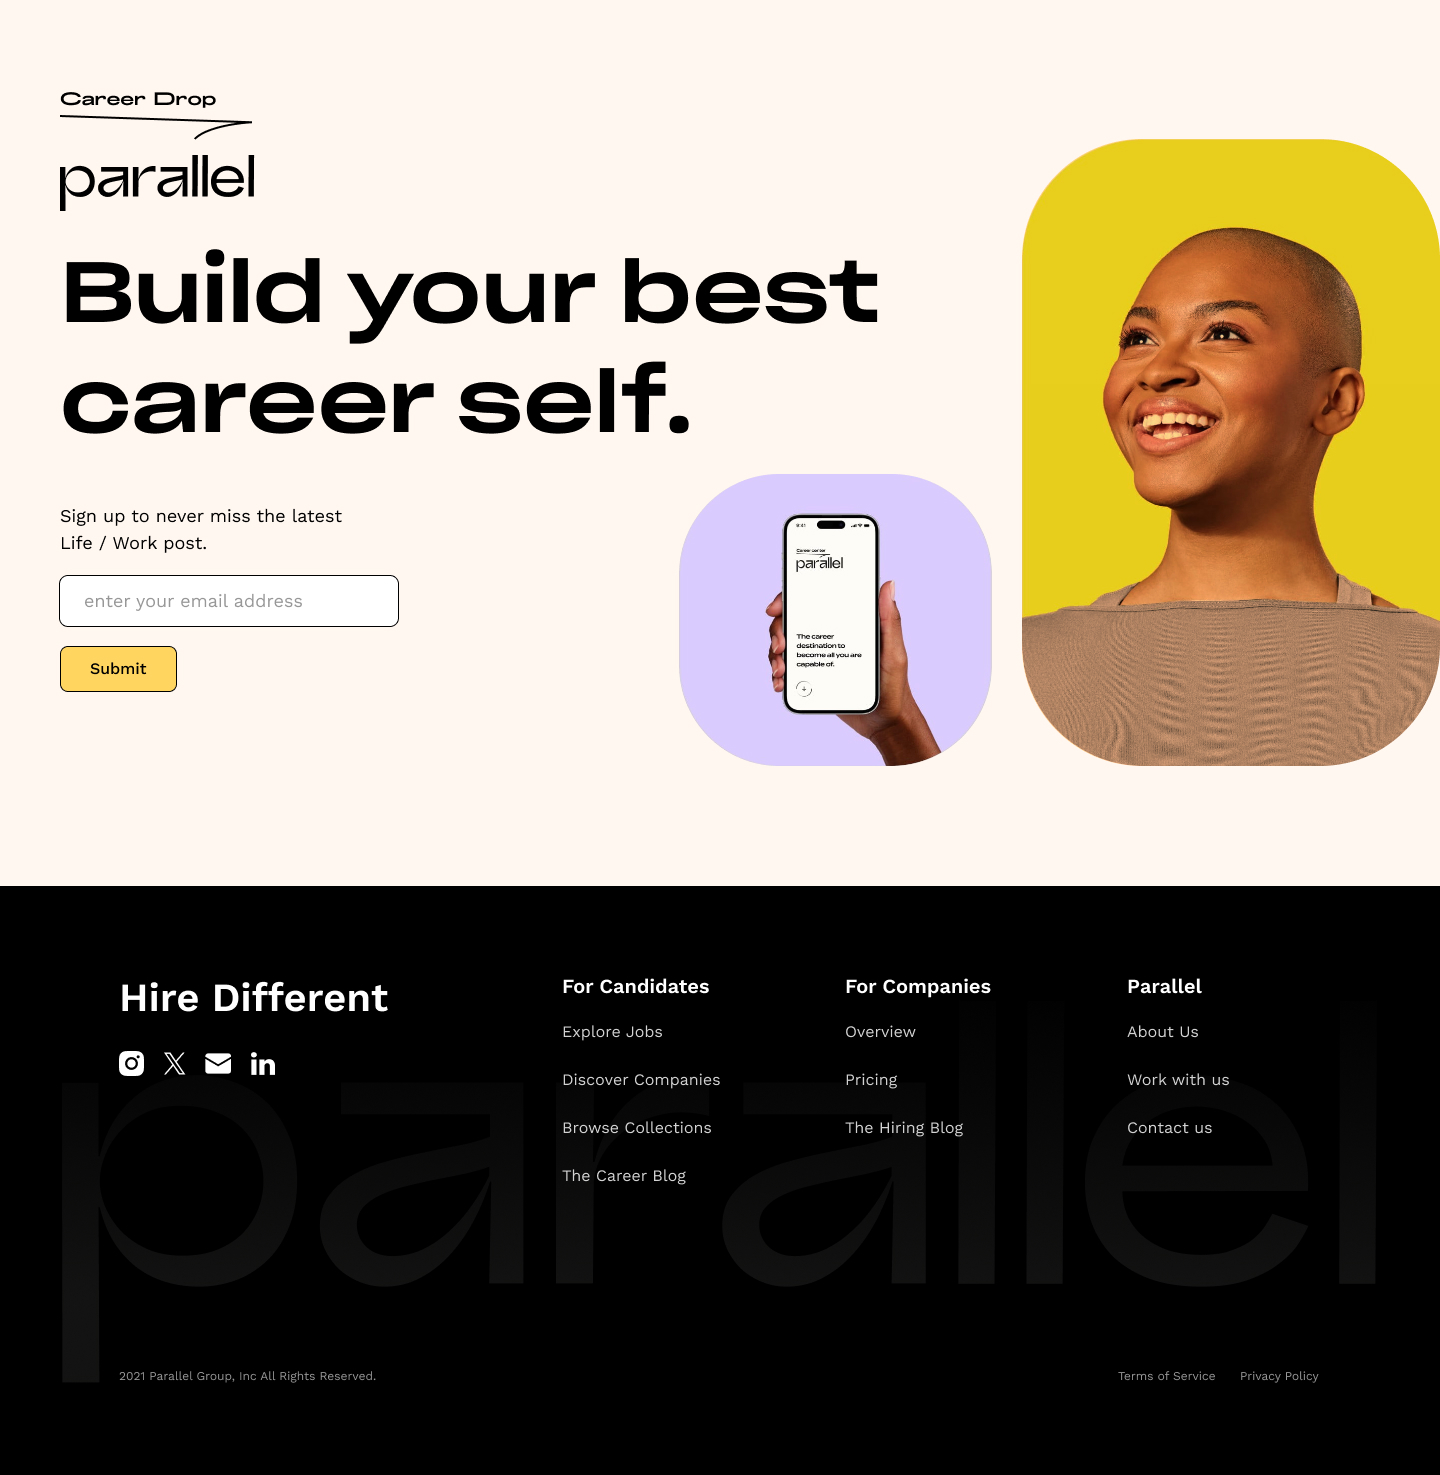 Career Drop
parallel
Build your best
career self.
Sign up to never miss the latest
Life / Work post.
enter your email address
Submit
9:41
Career center
parallel
The career
destination to
become all you are
capable of.
Hire Different
For Candidates
Explore Jobs
Discover Companies
Browse Collections
The Career Blog
For Companies
Overview
Pricing
The Hiring Blog
Parallel
About Us
Work with us
Contact us
parallel
2021 Parallel Group, Inc All Rights Reserved.
Terms of Service
Privacy Policy